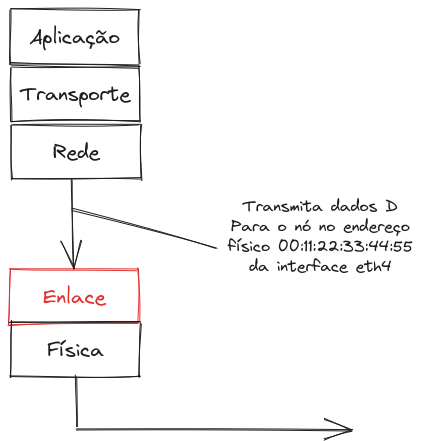 Aplicação
Transporte
Rede
Transmita dados D
Para o nó no endereço
físico 00:11:22:33:44:55
da interface eth4
Enlace
Física